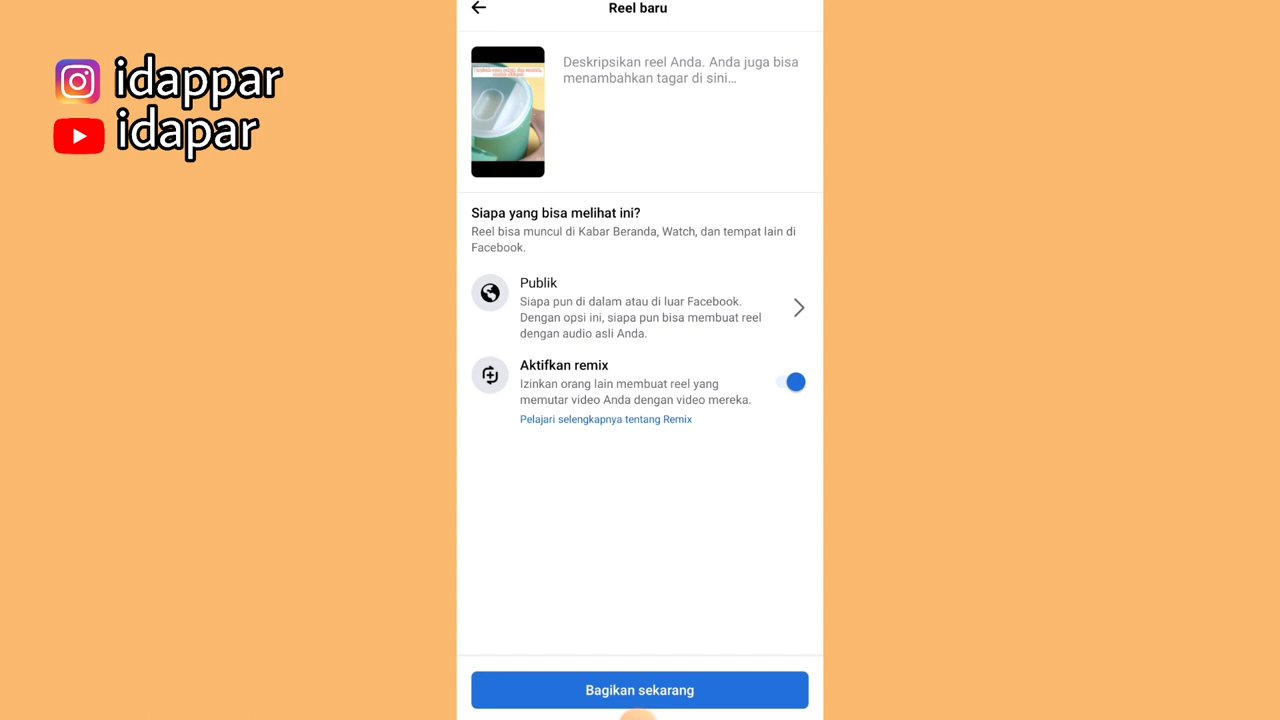 idappar
idapar
Reel baru
Deskripsikan reel Anda. Anda juga bisa
menambahkan tagar di sini...
Siapa yang bisa melihat ini?
Reel bisa muncul di Kabar Beranda, Watch, dan tempat lain di
Facebook.
Publik
Siapa pun di dalam atau di luar Facebook.
Dengan opsi ini, siapa pun bisa membuat reel
dengan audio asli Anda.
Aktifkan remix
Izinkan orang lain membuat reel yang
memutar video Anda dengan video mereka.
Pelajari selengkapnya tentang Remix
Bagikan sekarang